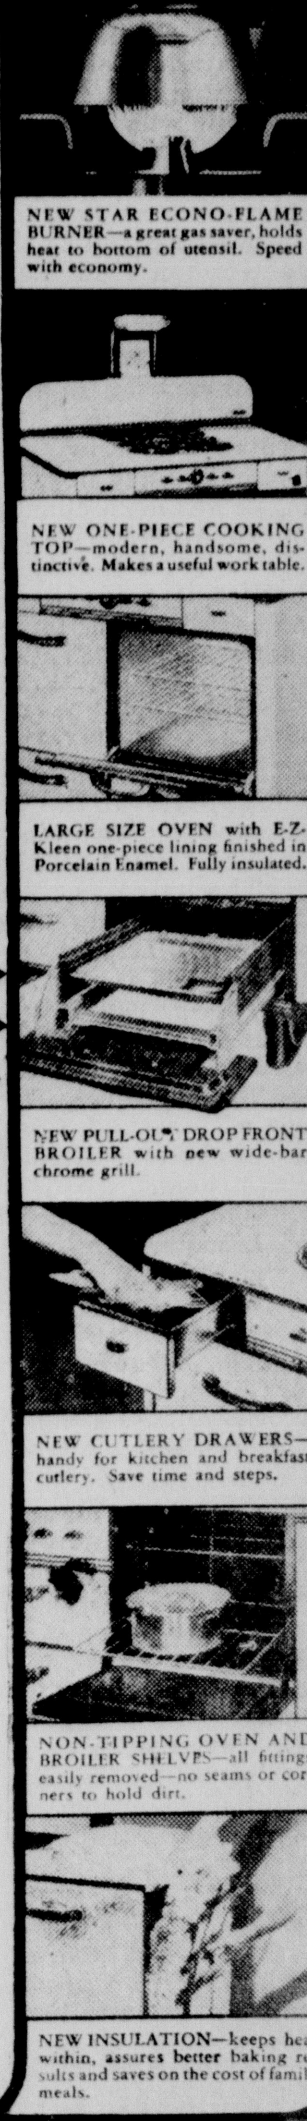 NEW STAR ECONO-FLAME
BURNER—a great gas saver, holds
heat to bottom of utensil. Speed
with economy.
NEW ONE-PIECE COOKING
TOP—modern, handsome, dis-
tinctive. Makes a useful work table.
LARGE SIZE OVEN with E-Z-
Kleen one-piece lining finished in
Porcelain Enamel. Fully insulated.
NEW PULL-OUT DROP FRONT
BROILER with new wide-bar
chrome grill.
NEW CUTLERY DRAWERS—
handy for kitchen and breakfast
cutlery. Save time and steps.
NON-TIPPING OVEN AND
BROILER SHELVES—all fittings
easily removed—no seams or cor
ners to hold dirt.
NEW INSULATION—keeps hea
within, assures better baking re
sults and saves on the cost of famil
meals.